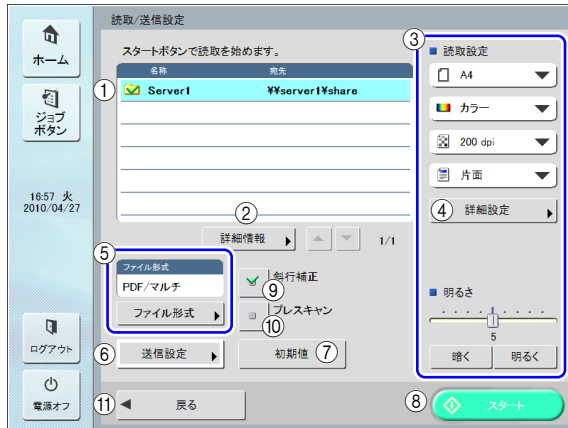 読取/送信設定
ホーム
ジョブ
ボタン
16:57 火
2010/04/27
ログアウト
電源オフ
スタートボタンで読取を始めます。
名称 宛先
① Server1 ¥¥server1¥share
②
詳細情報 1/1
⑤
ファイル形式
PDF/マルチ
ファイル形式
斜行補正
⑨
プレスキャン
⑩
⑥ 送信設定
初期値 ⑦
⑪ 戻る
③
読取設定
A4
カラー
200 dpi
片面
④ 詳細設定
明るさ
5
暗く 明るく
⑧ スタート